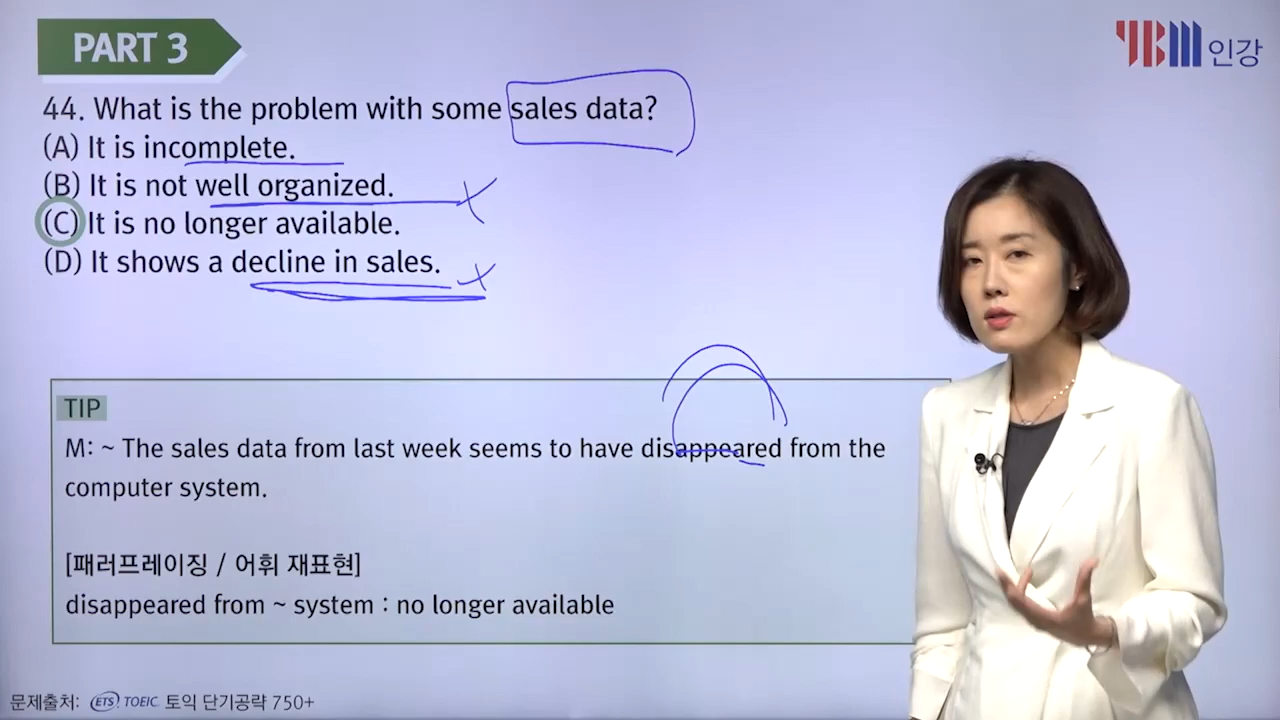 PART 3
YBM 인강
44. What is the problem with some sales data?
(A) It is incomplete.
(B) It is not well organized.
(C) It is no longer available.
(D) It shows a decline in sales.
TIP
M: ~ The sales data from last week seems to have disappeared from the
computer system.
[패러프레이징 / 어휘 재표현]
disappeared from ~ system : no longer available
문제출처: ETS TOEIC 토익 단기공략 750+